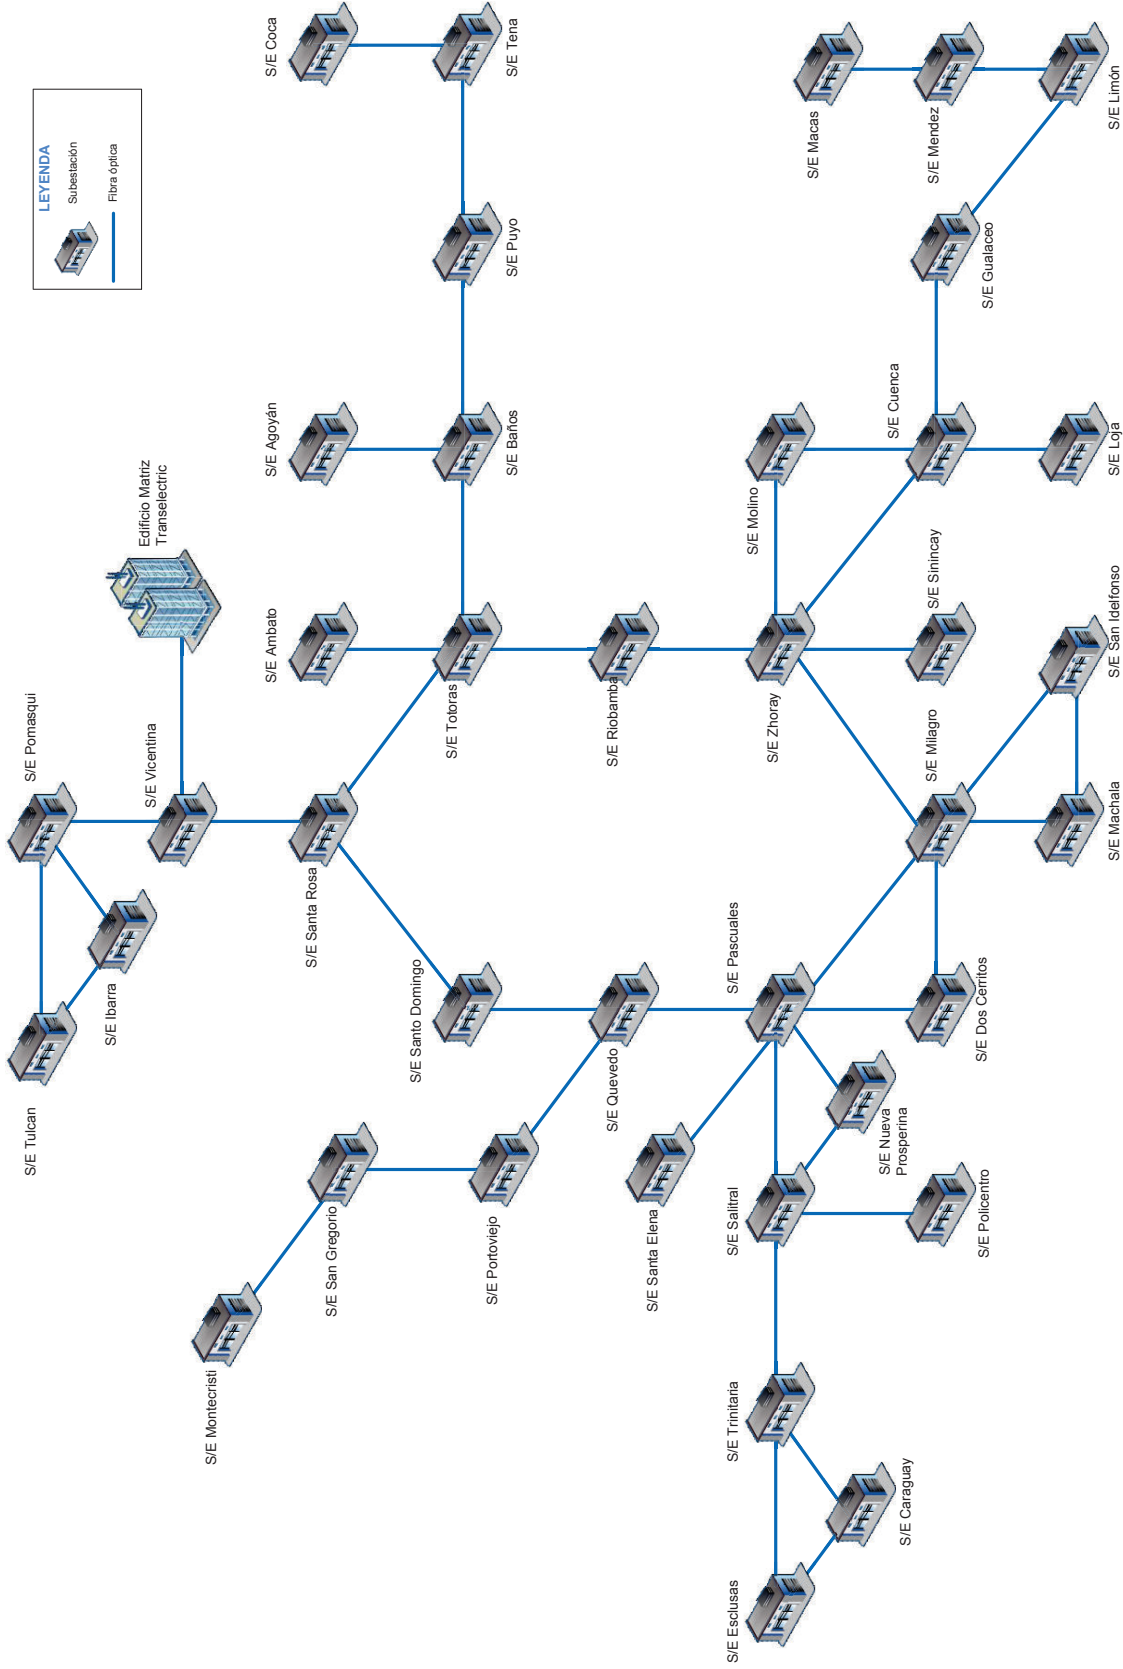 LEYENDA
Subestación
Fibra óptica
S/E Coca
S/E Tena
S/E Puyo
S/E Agoyán
S/E Baños
Edificio Matriz
Transelectric
S/E Ambato
S/E Totoras
S/E Riobamba
S/E Pomasqui
S/E Vicentina
S/E Santa Rosa
S/E Ibarra
S/E Tulcan
S/E Santo Domingo
S/E Quevedo
S/E San Gregorio
S/E Portoviejo
S/E Montecristi
S/E Macas
S/E Mendez
S/E Limón
S/E Gualaceo
S/E Cuenca
S/E Loja
S/E Molino
S/E Zhoray
S/E Sinincay
S/E San Idelfonso
S/E Milagro
S/E Machala
S/E Pascuales
S/E Dos Cerritos
S/E Nueva
Prosperina
S/E Santa Elena
S/E Salitral
S/E Policentro
S/E Trinitaria
S/E Caraguay
S/E Esclusas